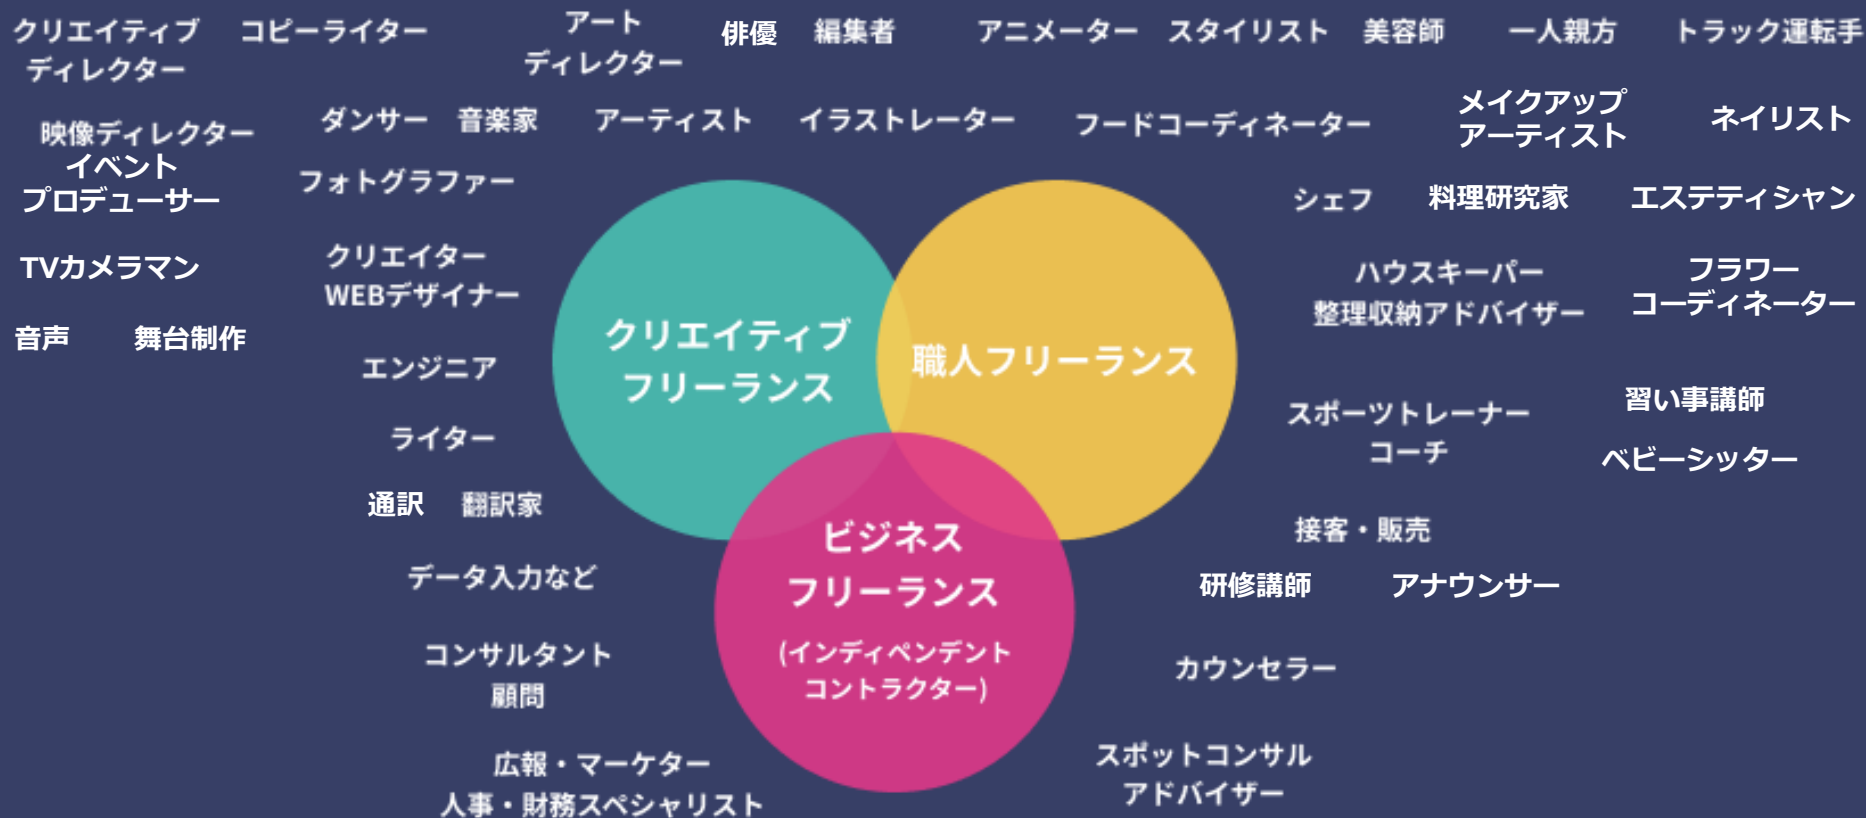 クリエイティブ
ディレクター
コピーライター
アート
ディレクター
俳優
編集者
アニメーター
スタイリスト
美容師
一人親方
トラック運転手
映像ディレクター
ダンサー
音楽家
アーティスト
イラストレーター
フードコーディネーター
メイクアップ
アーティスト
ネイリスト
イベント
プロデューサー
フォトグラファー
シェフ
料理研究家
エステティシャン
TVカメラマン
クリエイター
WEBデザイナー
ハウスキーパー
整理収納アドバイザー
フラワー
コーディネーター
音声
舞台制作
エンジニア
クリエイティブ
フリーランス
職人フリーランス
スポーツトレーナー
コーチ
習い事講師
ライター
ベビーシッター
通訳
翻訳家
接客・販売
データ入力など
ビジネス
フリーランス
(インディペンデント
コントラクター)
研修講師
アナウンサー
コンサルタント
顧問
カウンセラー
広報・マーケター
人事・財務スペシャリスト
スポットコンサル
アドバイザー